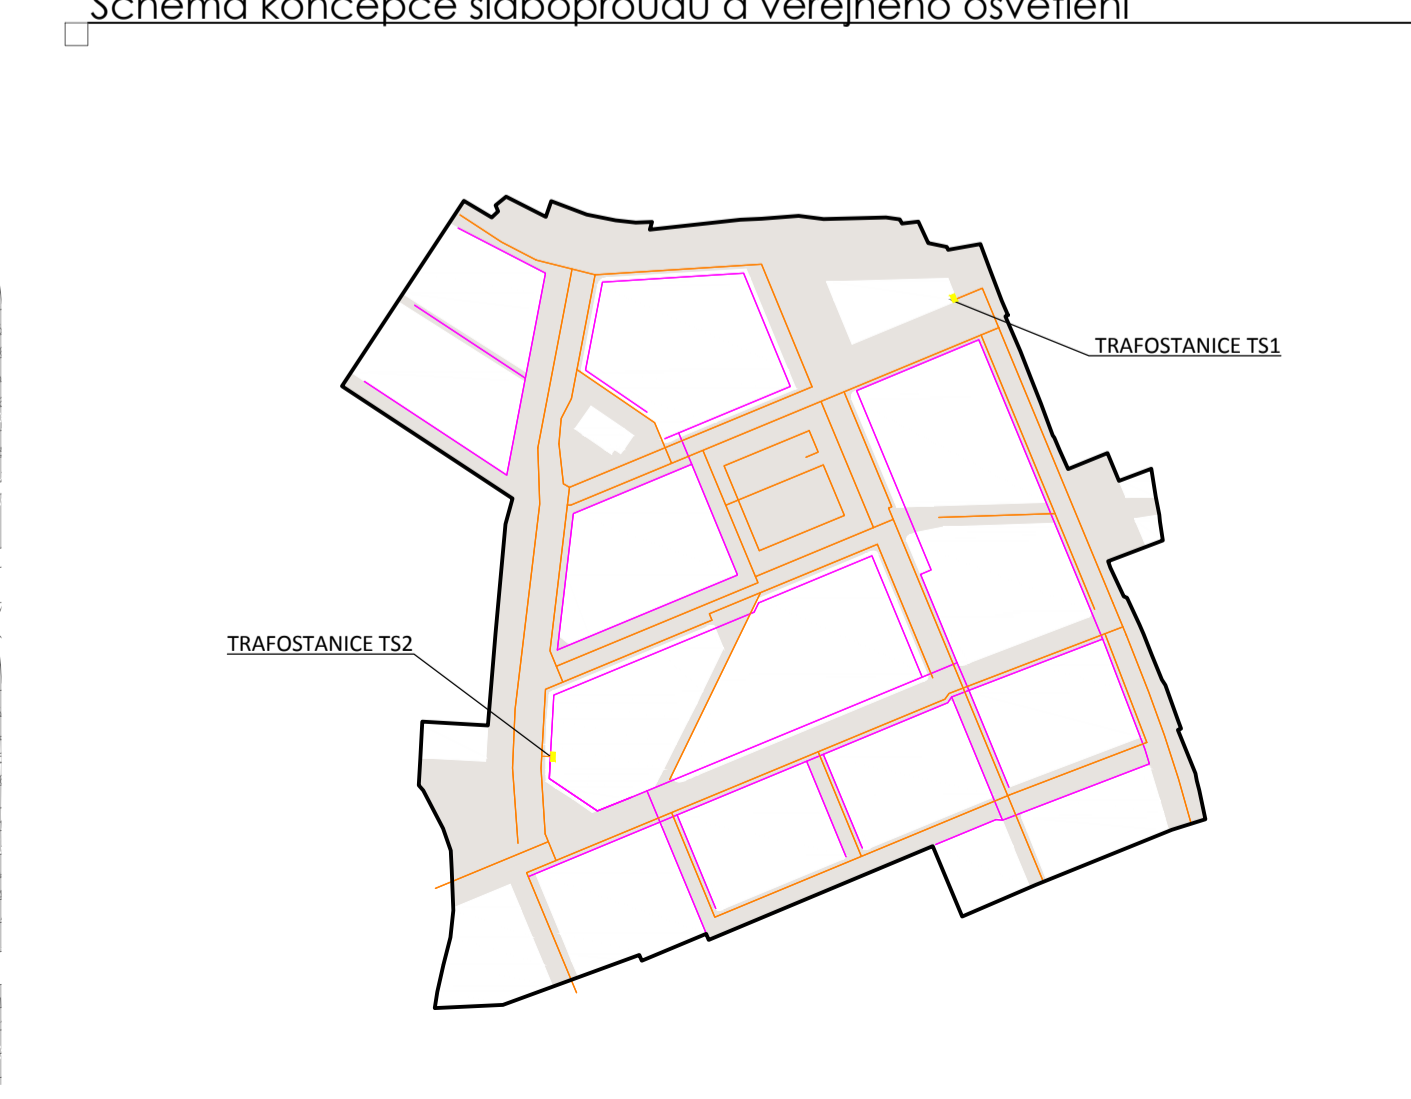 Schéma koncepce slaboproudu a veřejného osvětlení
TRAFOSTANICE TS1
TRAFOSTANICE TS2